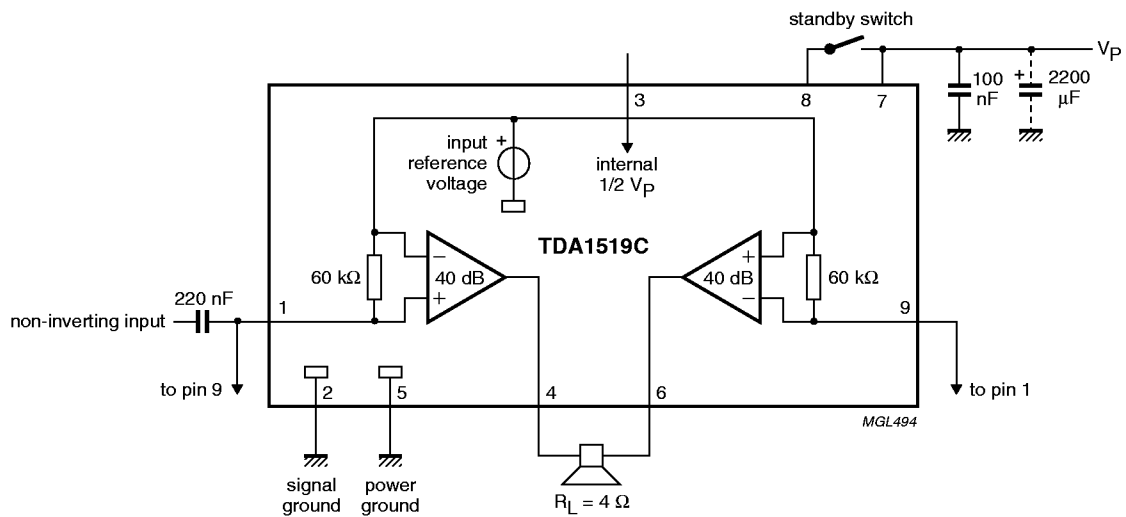 standby switch
V_P
3
8
7
100
nF
+
2200
µF
input
reference
voltage
+
internal
1/2 V_P
TDA1519C
60 kΩ
−
+
40 dB
40 dB
+
−
60 kΩ
220 nF
1
9
non-inverting input
to pin 9
to pin 1
2
5
4
6
MGL494
signal
ground
power
ground
R_L = 4 Ω